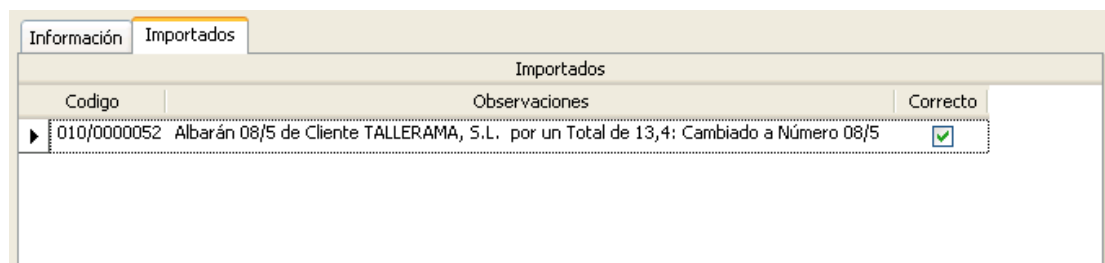 Información Importados
Importados
Codigo Observaciones Correcto
010/0000052 Albarán 08/5 de Cliente TALLERAMA, S.L. por un Total de 13,4: Cambiado a Número 08/5